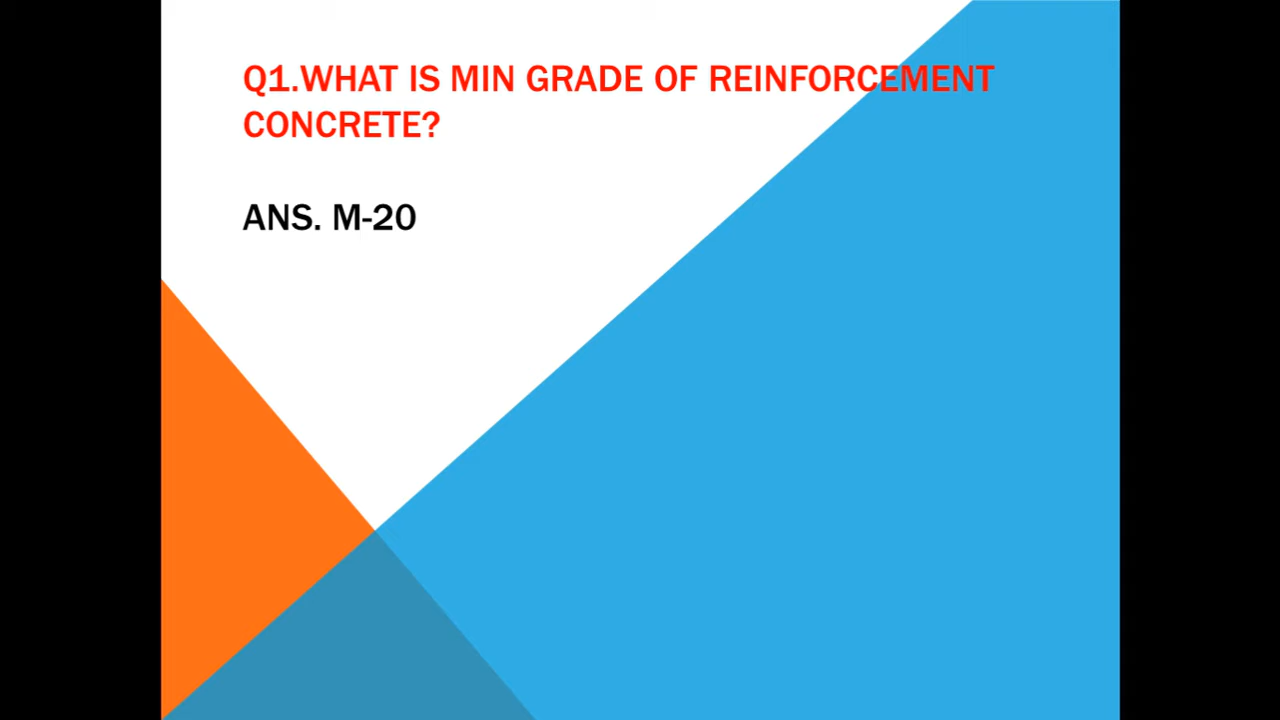 Q1.WHAT IS MIN GRADE OF REINFORCEMENT
CONCRETE?
ANS. M-20